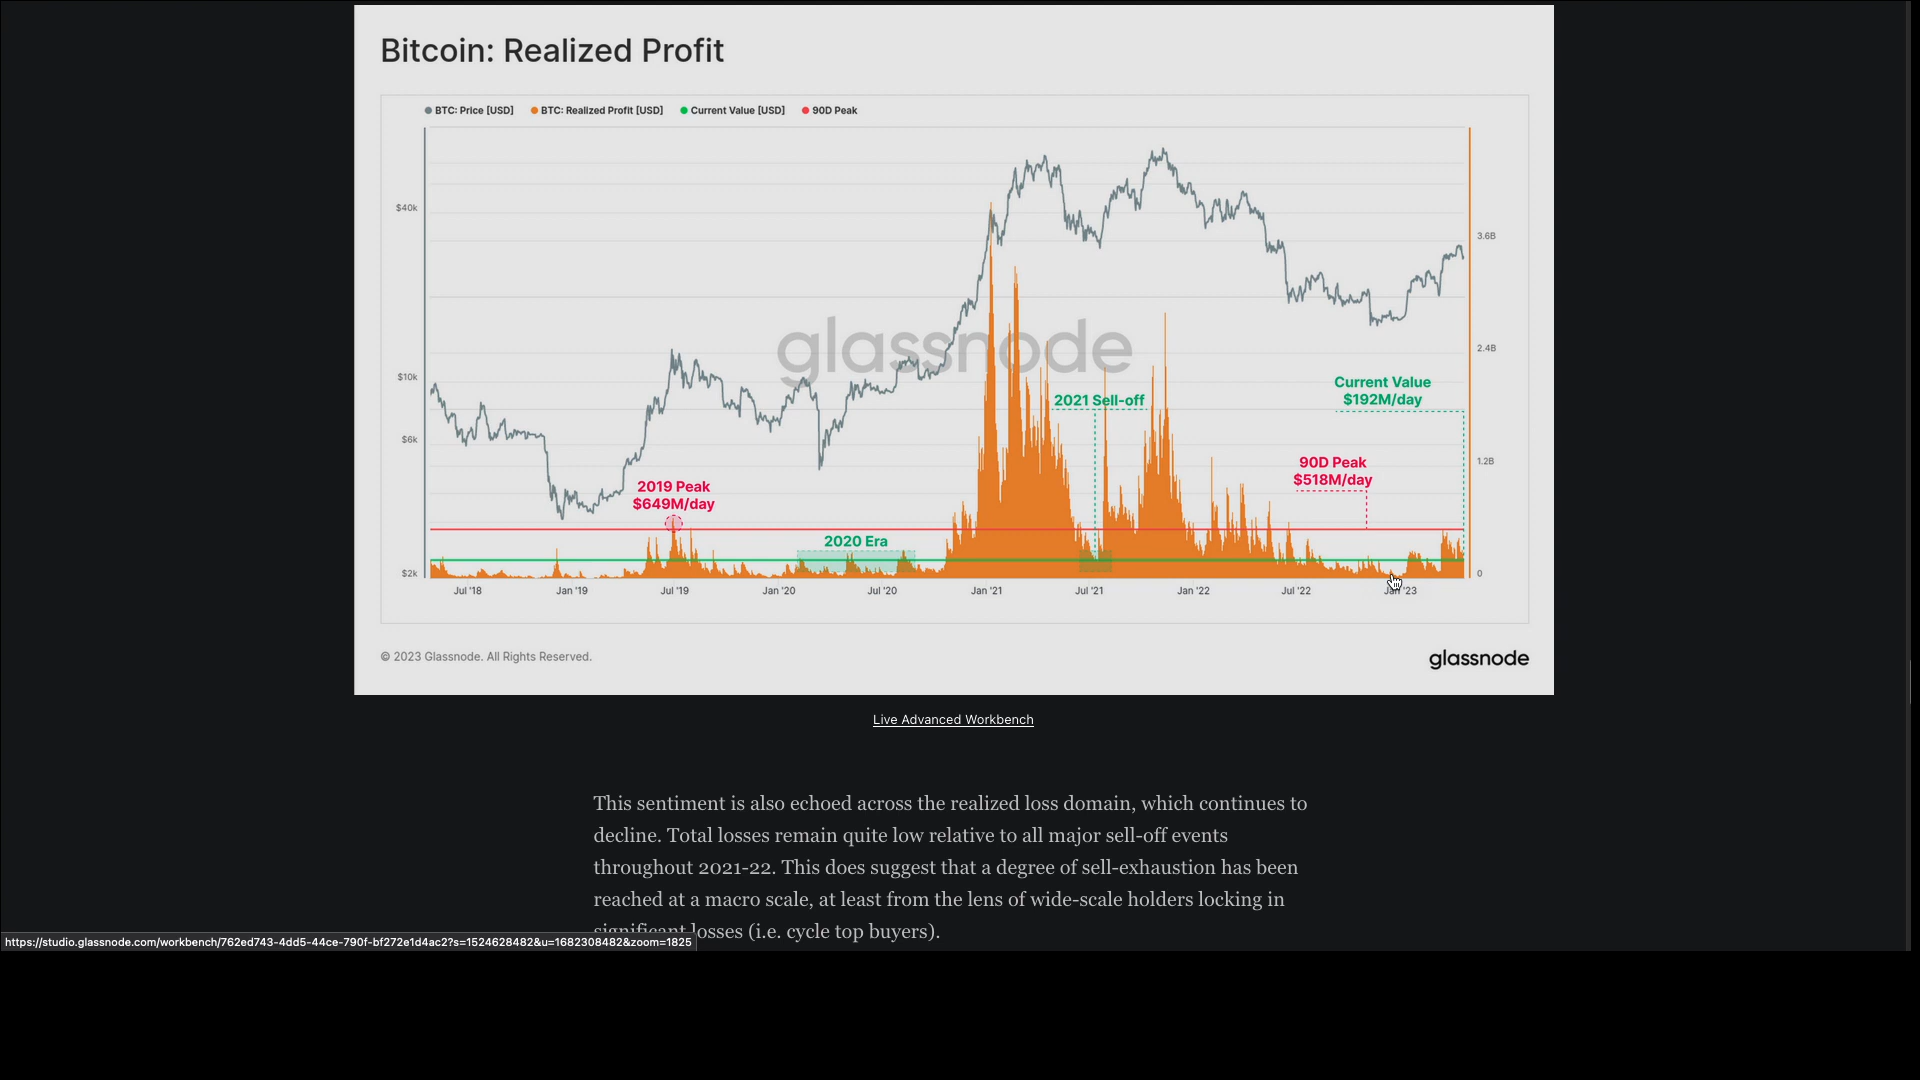 Bitcoin: Realized Profit
BTC: Price [USD] BTC: Realized Profit [USD] Current Value [USD] 90D Peak
$40k
$10k
$6k
$2k
3.6B
2.4B
1.2B
0
glassnode
2021 Sell-off
Current Value
$192M/day
90D Peak
$518M/day
2019 Peak
$649M/day
2020 Era
Jul '18 Jan '19 Jul '19 Jan '20 Jul '20 Jan '21 Jul '21 Jan '22 Jul '22 Jan '23
© 2023 Glassnode. All Rights Reserved.
glassnode
Live Advanced Workbench
This sentiment is also echoed across the realized loss domain, which continues to
decline. Total losses remain quite low relative to all major sell-off events
throughout 2021-22. This does suggest that a degree of sell-exhaustion has been
reached at a macro scale, at least from the lens of wide-scale holders locking in
significant losses (i.e. cycle top buyers).
https://studio.glassnode.com/workbench/762ed743-4dd5-44ce-790f-bf272e1d4ac2?s=1524628482&u=1682308482&zoom=1825